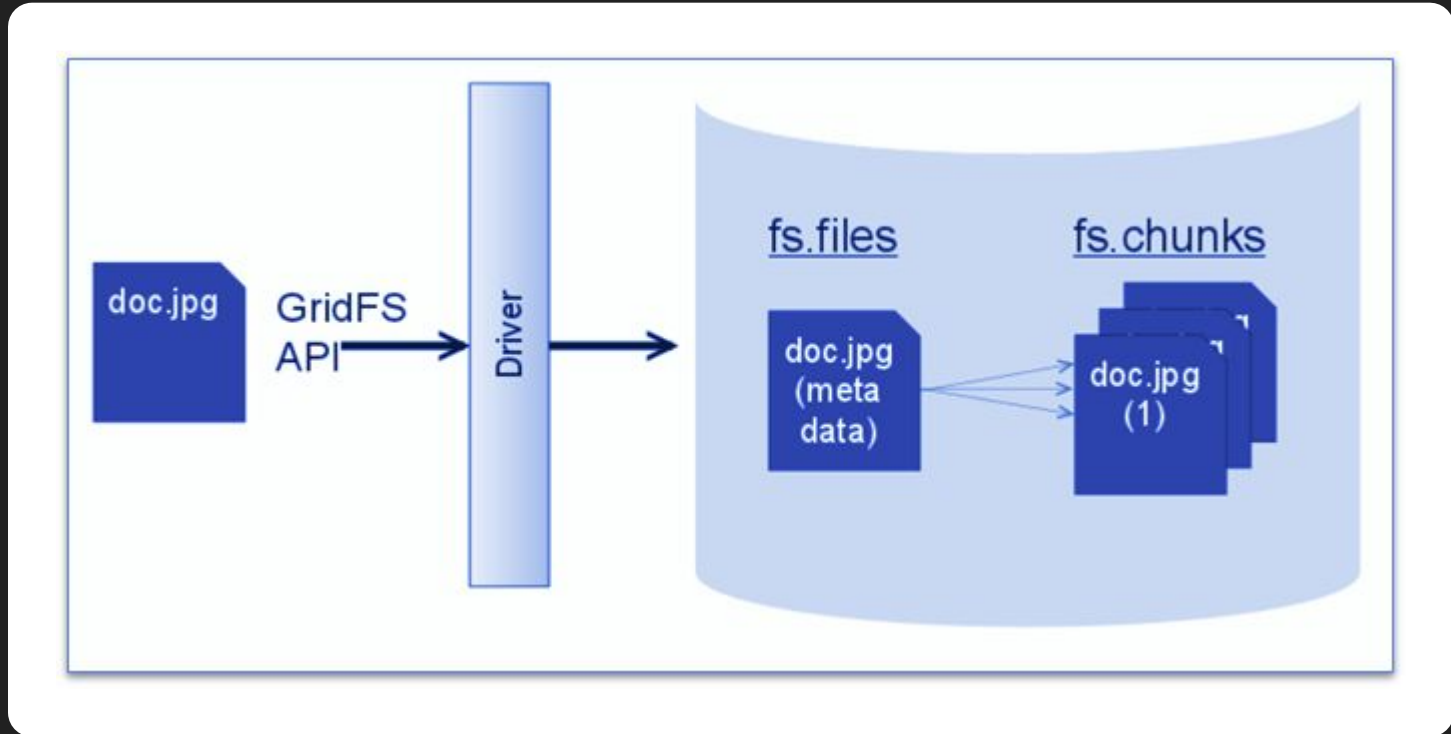 doc.jpg
GridFS
API
Driver
fs.files
doc.jpg
(meta
data)
fs.chunks
doc.jpg
(1)